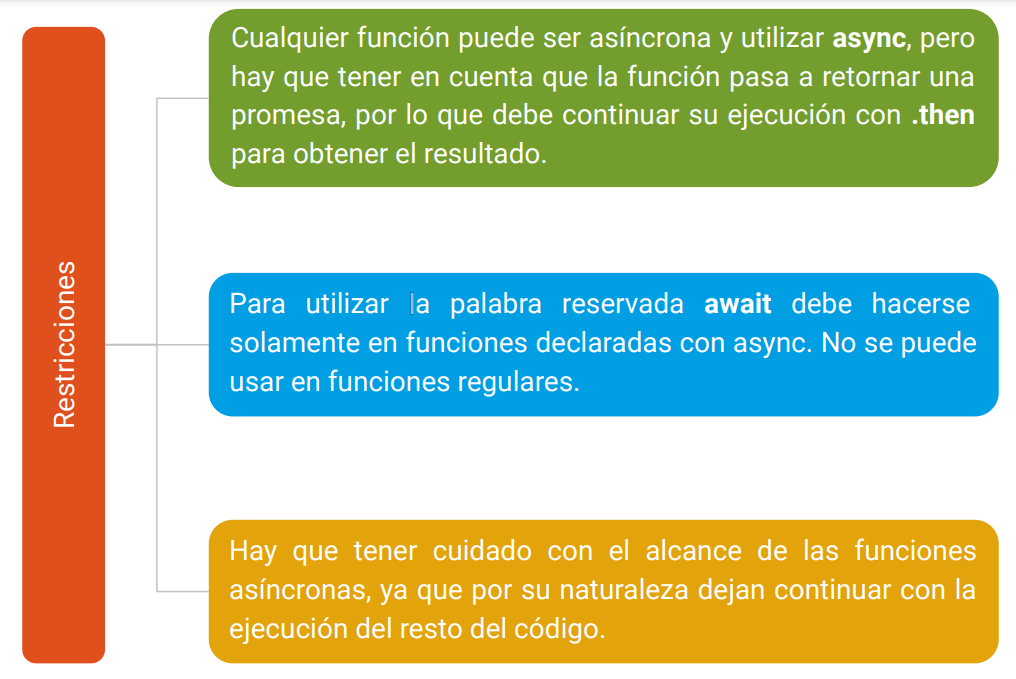 Restricciones
Cualquier función puede ser asíncrona y utilizar async, pero
hay que tener en cuenta que la función pasa a retornar una
promesa, por lo que debe continuar su ejecución con .then
para obtener el resultado.
Para utilizar la palabra reservada await debe hacerse
solamente en funciones declaradas con async. No se puede
usar en funciones regulares.
Hay que tener cuidado con el alcance de las funciones
asíncronas, ya que por su naturaleza dejan continuar con la
ejecución del resto del código.